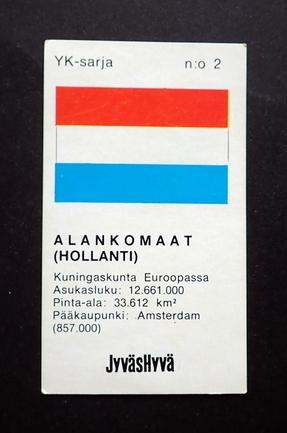 YK-sarja n:o 2
ALANKOMAAT
(HOLLANTI)
Kuningaskunta Euroopassa
Asukasluku: 12.661.000
Pinta-ala: 33.612 km²
Pääkaupunki: Amsterdam
(857.000)
JyväsHyvä